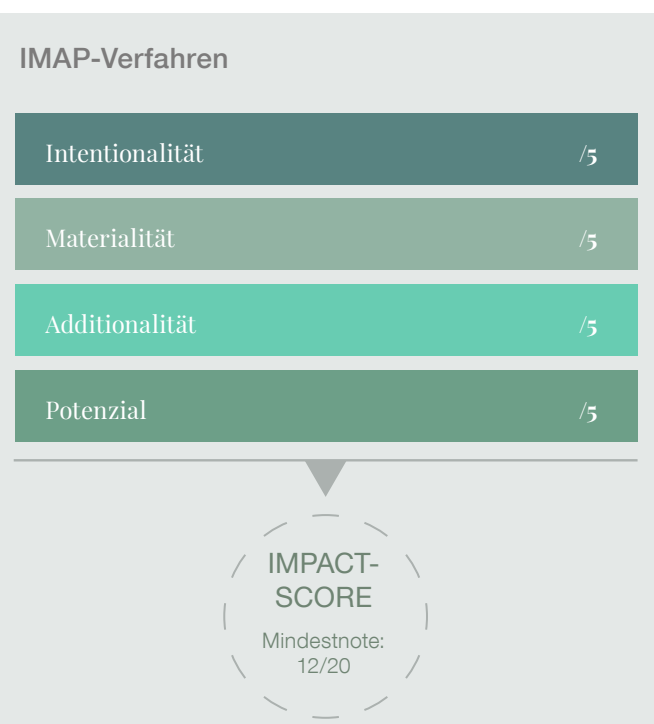 IMAP-Verfahren
Intentionalität /5
Materialität /5
Additionalität /5
Potenzial /5
IMPACT-
SCORE
Mindestnote:
12/20